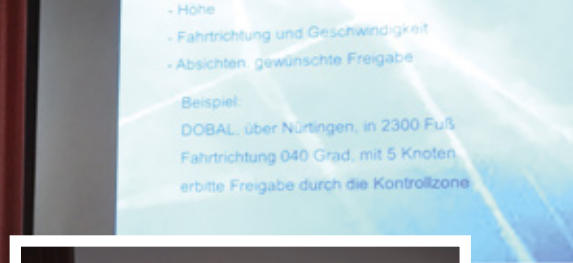 - Höhe
- Fahrtrichtung und Geschwindigkeit
- Absichten, gewünschte Freigabe
Beispiel:
DOBAL, über Nürtingen, in 2300 Fuß
Fahrtrichtung 040 Grad, mit 5 Knoten
erbitte Freigabe durch die Kontrollzone